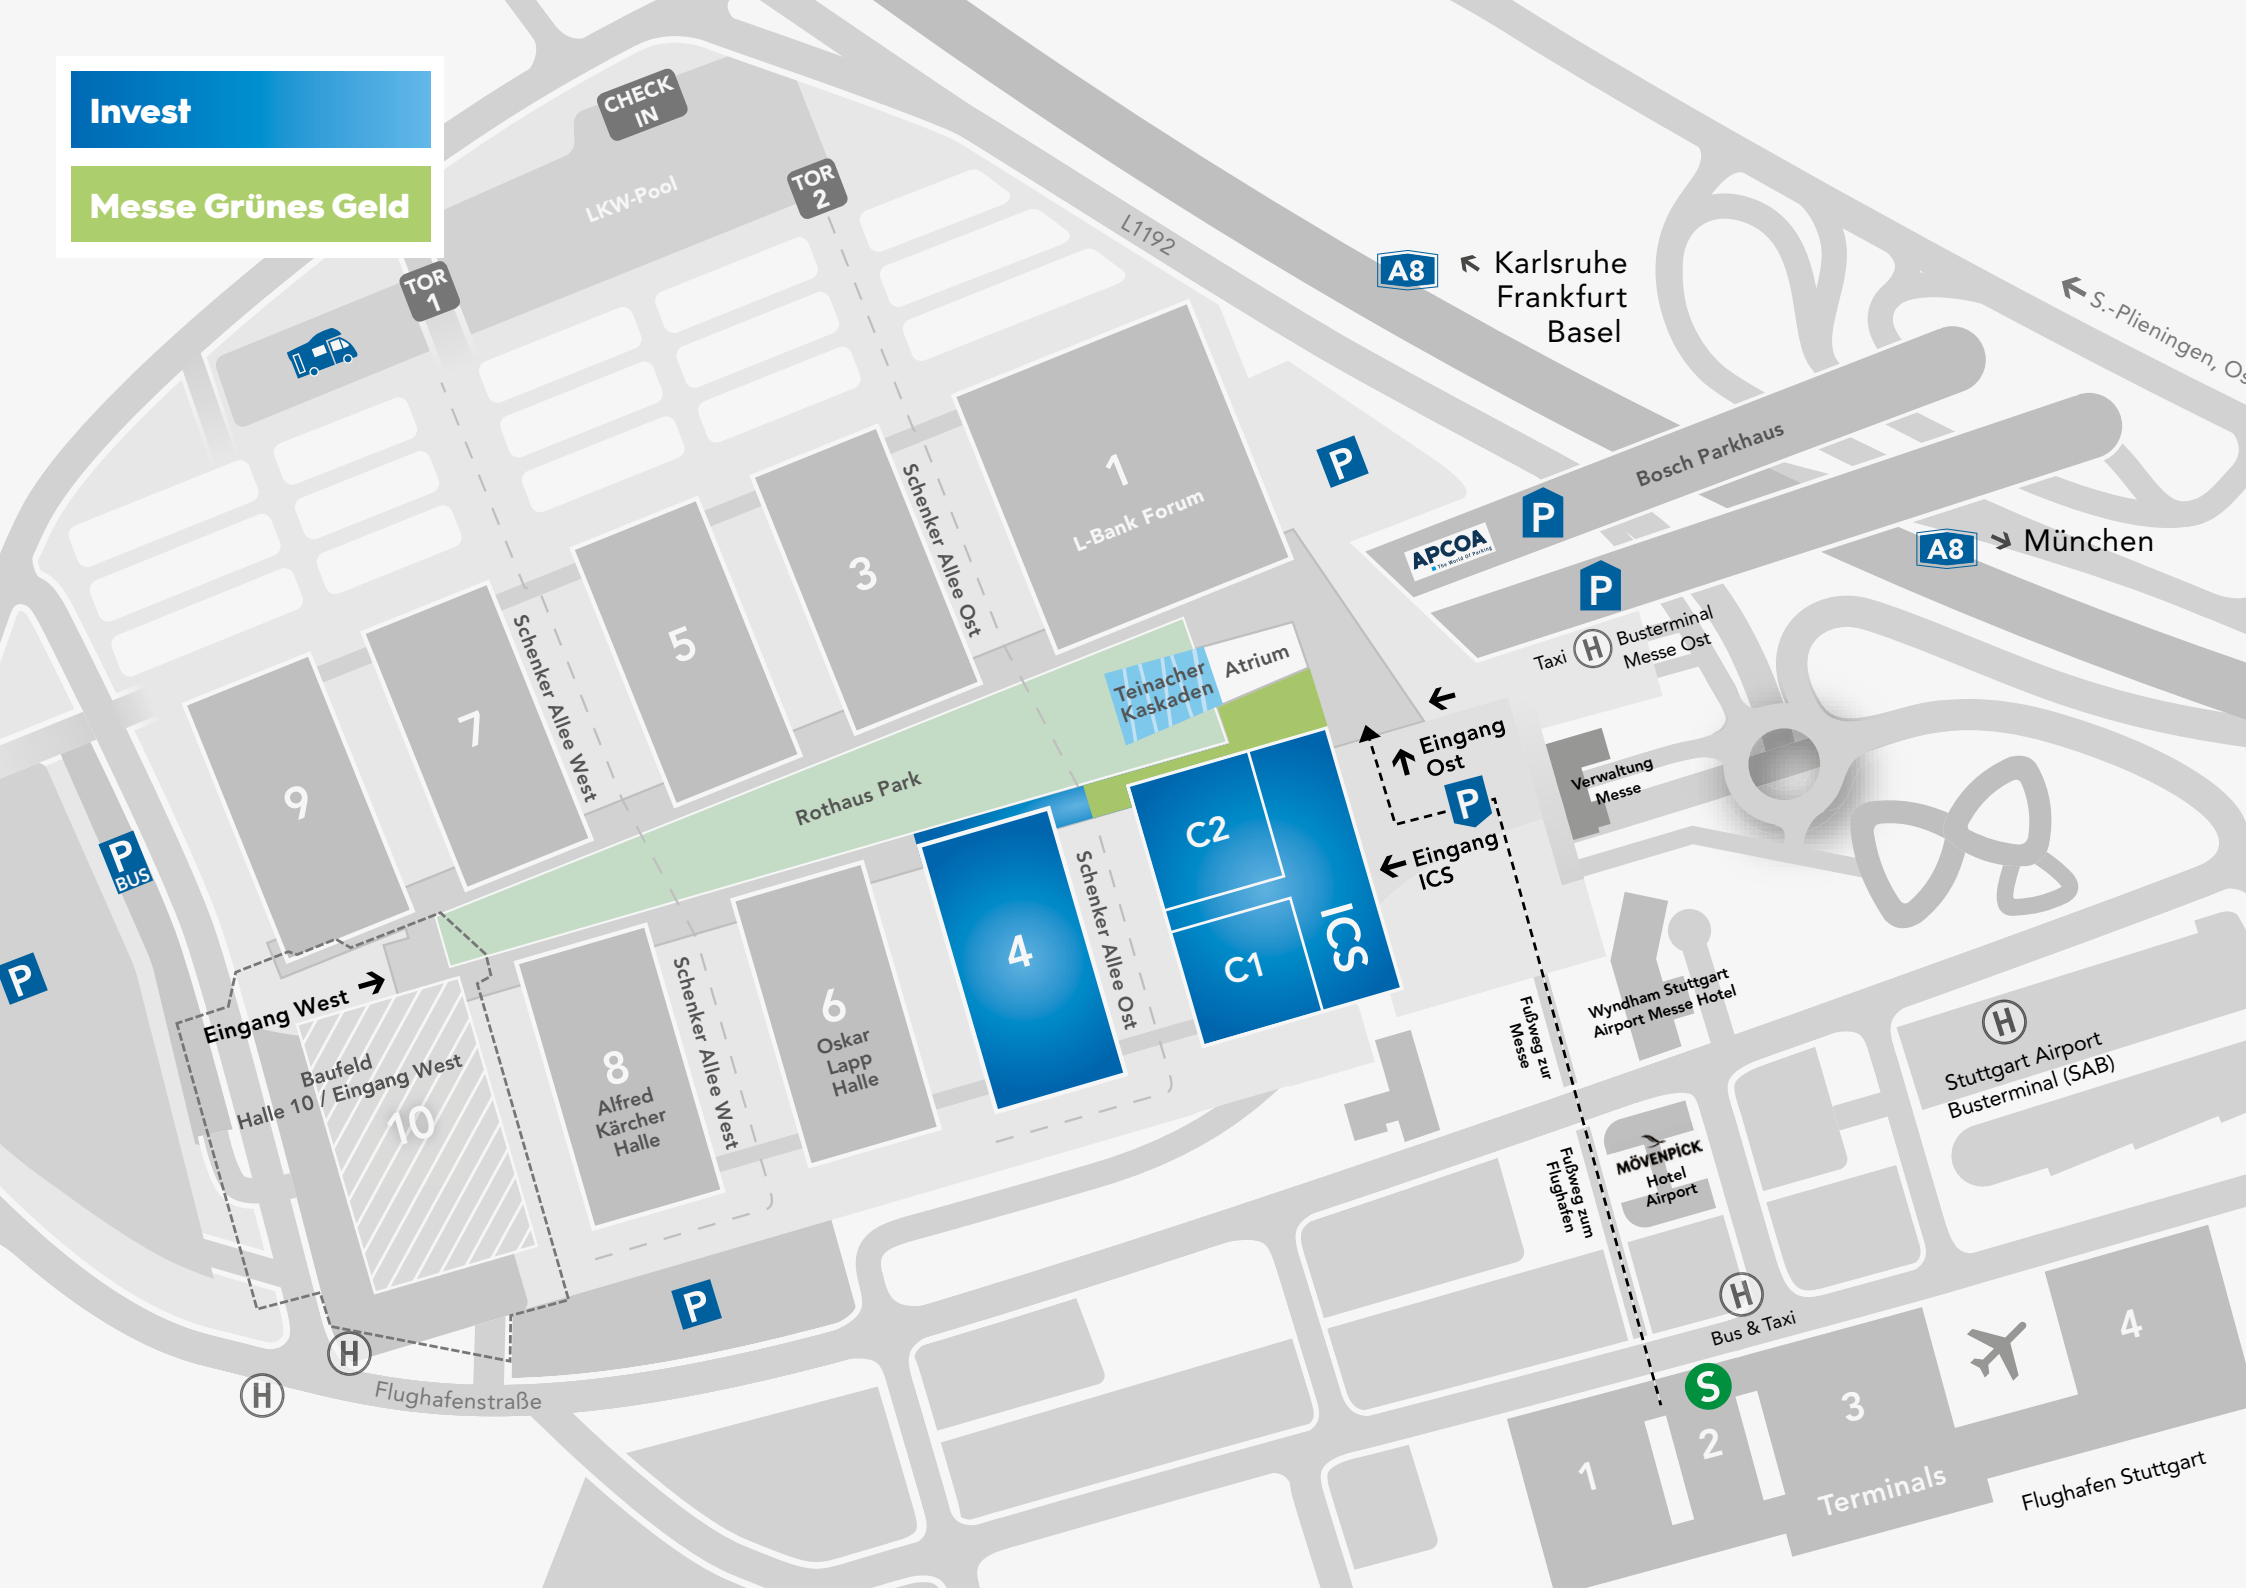 Invest
Messe Grünes Geld
CHECK
IN
LKW-Pool
TOR
2
TOR
1
L1192
A8
Karlsruhe
Frankfurt
Basel
S.-Plieningen, Os
Bosch Parkhaus
P
P
APCOA
The World Of Parking
P
A8
München
Taxi
H
Busterminal
Messe Ost
1
L-Bank Forum
3
5
7
9
Schenker Allee Ost
Schenker Allee West
Teinacher
Kaskaden
Atrium
Rothaus Park
Eingang
Ost
P
Eingang
ICS
Verwaltung
Messe
C2
C1
ICS
4
Schenker Allee Ost
6
Oskar
Lapp
Halle
Schenker Allee West
8
Alfred
Kärcher
Halle
P
BUS
P
Eingang West
Baufeld
Halle 10 / Eingang West
10
Wyndham Stuttgart
Airport Messe Hotel
Fußweg zur
Messe
H
Stuttgart Airport
Busterminal (SAB)
MÖVENPICK
Hotel
Airport
Fußweg zum
Flughafen
P
H
H
Flughafenstraße
H
Bus & Taxi
S
1
2
3
4
Terminals
Flughafen Stuttgart